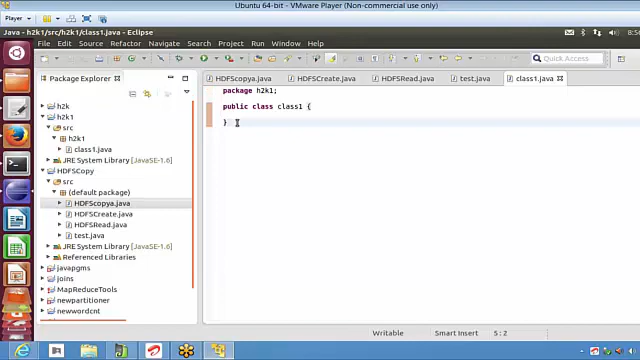 Ubuntu 64-bit - VMware Player (Non-commercial use only)
Player
Java - h2k1/src/h2k1/class1.java - Eclipse
File Edit Source Refactor Navigate Search Project Run Window Help
Quick Access
Package Explorer
HDFScopya.java HDFSCreate.java HDFSRead.java test.java class1.java
package h2k1;
public class class1 {
}
h2k
h2k1
src
h2k1
class1.java
JRE System Library [JavaSE-1.6]
HDFSCopy
src
(default package)
HDFScopya.java
HDFSCreate.java
HDFSRead.java
test.java
JRE System Library [JavaSE-1.6]
Referenced Libraries
javapgms
joins
MapReduceTools
newpartitioner
newwordcnt
Writable Smart Insert 5 : 2